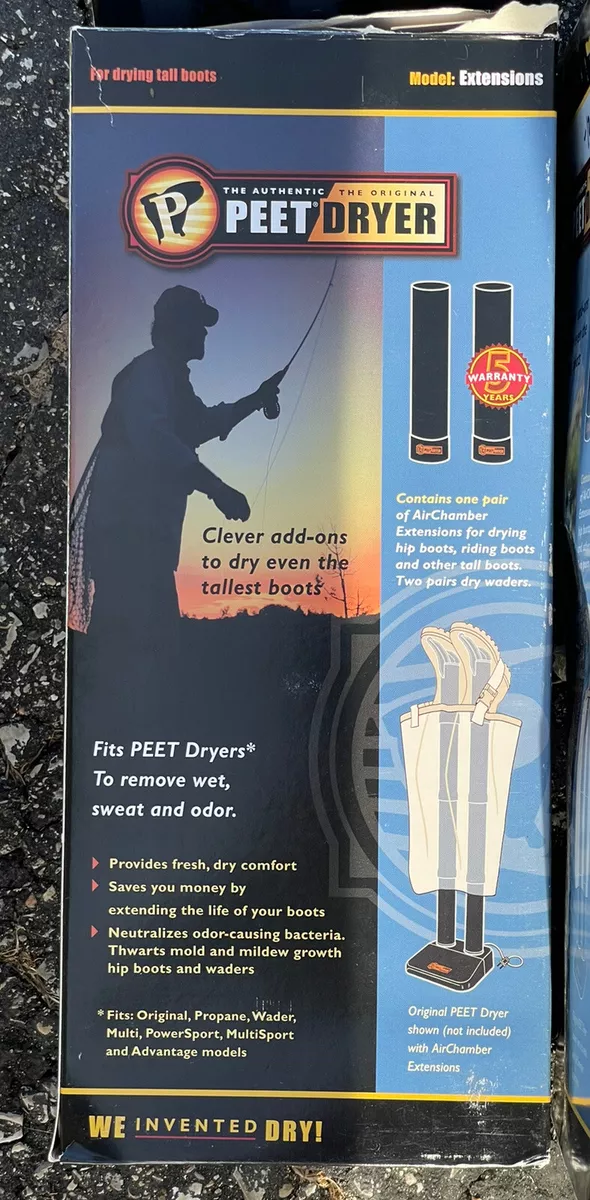 For drying tall boots
Model: Extensions
THE AUTHENTIC THE ORIGINAL
P PEET® DRYER
5
WARRANTY
YEARS
Contains one pair
of AirChamber
Extensions for drying
hip boots, riding boots
and other tall boots.
Two pairs dry waders.
Clever add-ons
to dry even the
tallest boots
Fits PEET Dryers*
To remove wet,
sweat and odor.
Provides fresh, dry comfort
Saves you money by
extending the life of your boots
Neutralizes odor-causing bacteria.
Thwarts mold and mildew growth
hip boots and waders
* Fits: Original, Propane, Wader,
Multi, PowerSport, MultiSport
and Advantage models
Original PEET Dryer
shown (not included)
with AirChamber
Extensions
WE INVENTED DRY!